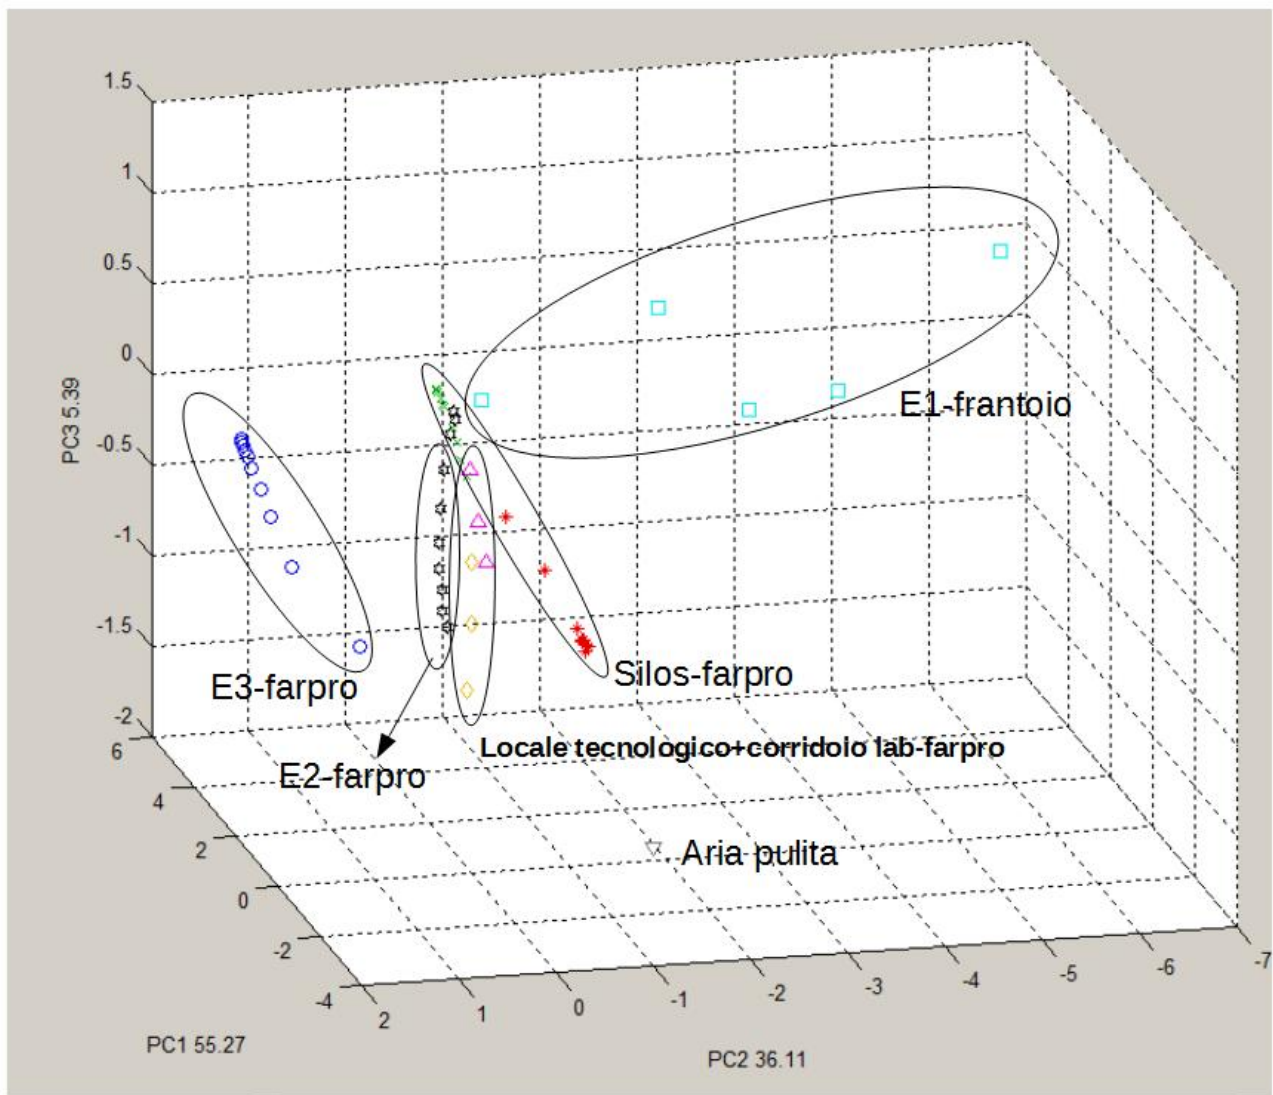 1.5
1
0.5
0
-0.5
-1
-1.5
-2
PC3 5.39
E1-frantoio
E3-farpro
Silos-farpro
Locale tecnologico+corridoio lab-farpro
E2-farpro
Aria pulita
6
4
2
0
-2
-4
2
1
0
-1
-2
-3
-4
-5
-6
-7
PC1 55.27
PC2 36.11